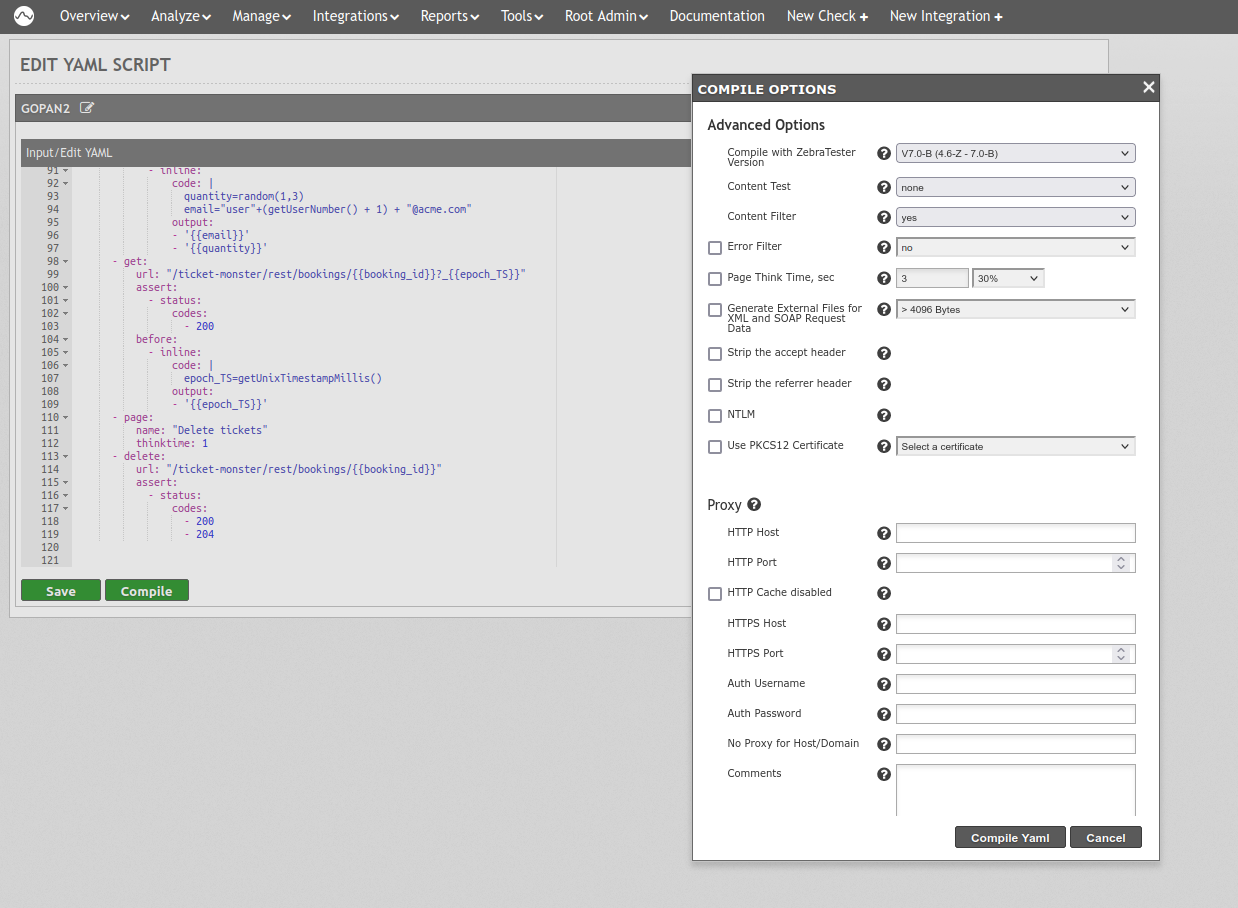 Overview Analyze Manage Integrations Reports Tools Root Admin Documentation New Check + New Integration +
EDIT YAML SCRIPT
GOPAN2
Input/Edit YAML
91 - inline:
92 code: |
93 quantity=random(1,3)
94 email="user"+(getUserNumber() + 1) + "@acme.com"
95 output:
96 - '{{email}}'
97 - '{{quantity}}'
98 - get:
99 url: "/ticket-monster/rest/bookings/{{booking_id}}?_{{epoch_TS}}"
100 assert:
101 - status:
102 codes:
103 - 200
104 before:
105 - inline:
106 code: |
107 epoch_TS=getUnixTimestampMillis()
108 output:
109 - '{{epoch_TS}}'
110 - page:
111 name: "Delete tickets"
112 thinktime: 1
113 - delete:
114 url: "/ticket-monster/rest/bookings/{{booking_id}}"
115 assert:
116 - status:
117 codes:
118 - 200
119 - 204
120
121
Save Compile
COMPILE OPTIONS
Advanced Options
Compile with ZebraTester
Version
V7.0-B (4.6-Z - 7.0-B)
Content Test
none
Content Filter
yes
Error Filter
no
Page Think Time, sec
3 30%
Generate External Files for
XML and SOAP Request
Data
> 4096 Bytes
Strip the accept header
Strip the referrer header
NTLM
Use PKCS12 Certificate
Select a certificate
Proxy
HTTP Host
HTTP Port
HTTP Cache disabled
HTTPS Host
HTTPS Port
Auth Username
Auth Password
No Proxy for Host/Domain
Comments
Compile Yaml Cancel